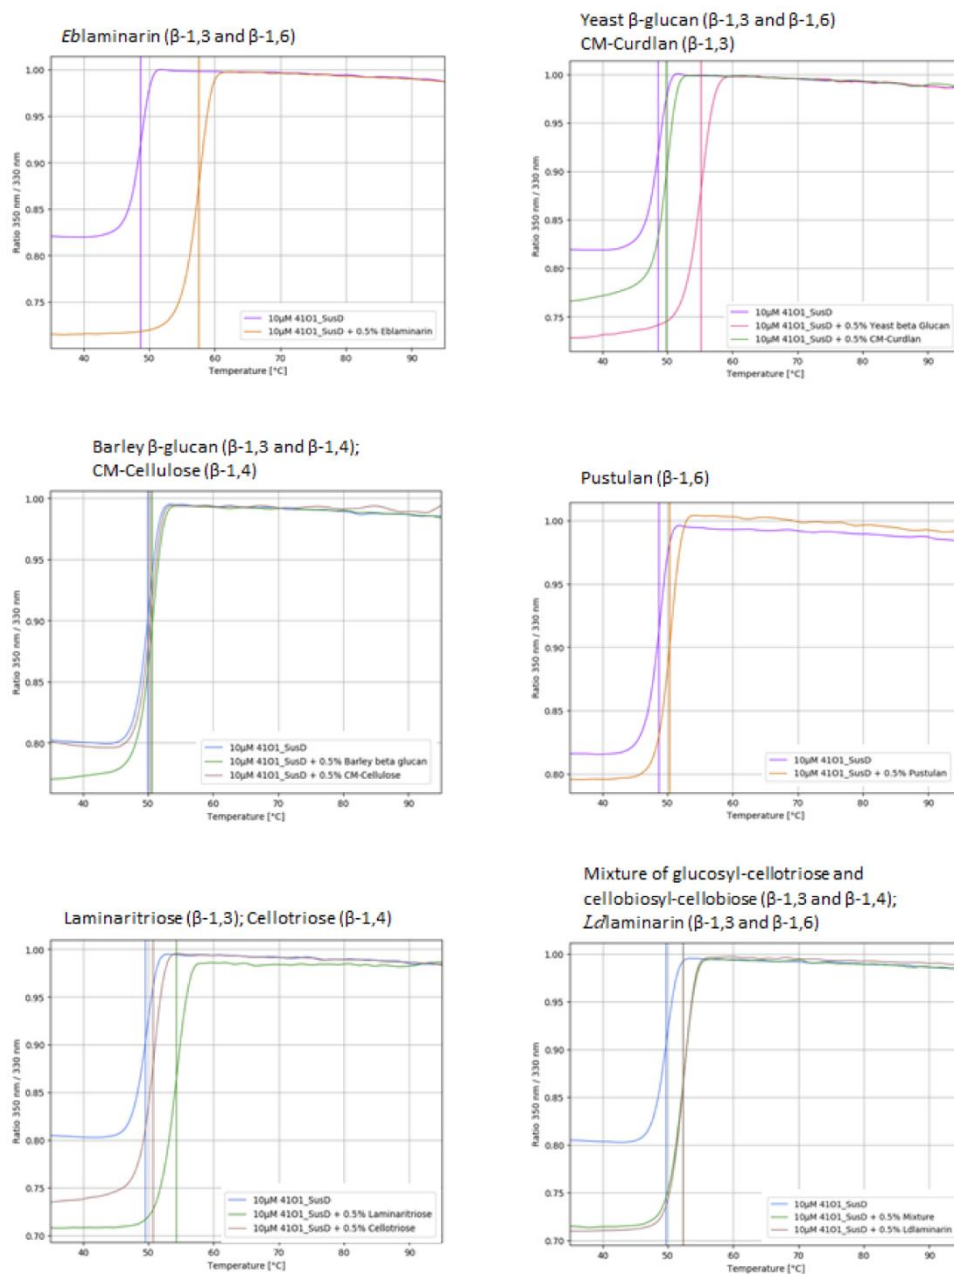 Eblaminarin (β-1,3 and β-1,6)
1.00
0.95
0.90
0.85
0.80
0.75
Ratio 350 nm / 330 nm
10µM 41O1_SusD
10µM 41O1_SusD + 0.5% Eblaminarin
40 50 60 70 80 90
Temperature [°C]
Yeast β-glucan (β-1,3 and β-1,6)
CM-Curdlan (β-1,3)
1.00
0.95
0.90
0.85
0.80
0.75
Ratio 350 nm / 330 nm
10µM 41O1_SusD
10µM 41O1_SusD + 0.5% Yeast beta Glucan
10µM 41O1_SusD + 0.5% CM-Curdlan
40 50 60 70 80 90
Temperature [°C]
Barley β-glucan (β-1,3 and β-1,4);
CM-Cellulose (β-1,4)
1.00
0.95
0.90
0.85
0.80
Ratio 350 nm / 330 nm
10µM 41O1_SusD
10µM 41O1_SusD + 0.5% Barley beta glucan
10µM 41O1_SusD + 0.5% CM-Cellulose
40 50 60 70 80 90
Temperature [°C]
Pustulan (β-1,6)
1.00
0.95
0.90
0.85
0.80
Ratio 350 nm / 330 nm
10µM 41O1_SusD
10µM 41O1_SusD + 0.5% Pustulan
40 50 60 70 80 90
Temperature [°C]
Laminaritriose (β-1,3); Cellotriose (β-1,4)
1.00
0.95
0.90
0.85
0.80
0.75
0.70
Ratio 350 nm / 330 nm
10µM 41O1_SusD
10µM 41O1_SusD + 0.5% Laminaritriose
10µM 41O1_SusD + 0.5% Cellotriose
40 50 60 70 80 90
Temperature [°C]
Mixture of glucosyl-cellotriose and
cellobiosyl-cellobiose (β-1,3 and β-1,4);
Ldlaminarin (β-1,3 and β-1,6)
1.00
0.95
0.90
0.85
0.80
0.75
0.70
Ratio 350 nm / 330 nm
10µM 41O1_SusD
10µM 41O1_SusD + 0.5% Mixture
10µM 41O1_SusD + 0.5% Ldlaminarin
40 50 60 70 80 90
Temperature [°C]